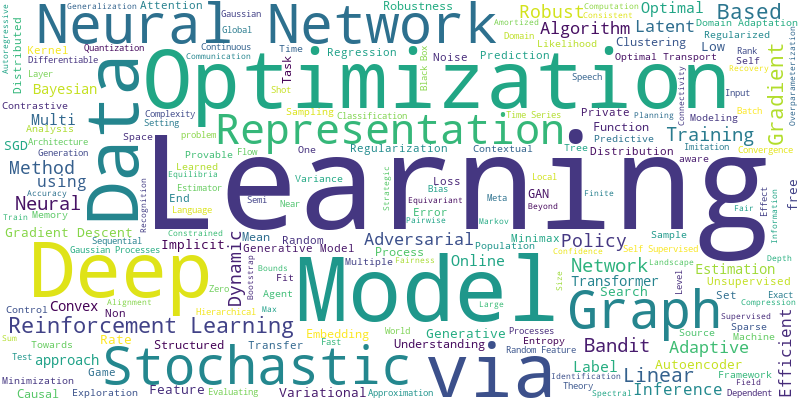 Neural Network
Attention
Gaussian
Robustness
Amortized
Computation
Consistent
Optimal
Based
Generalization
Global
Robust
Domain
Domain Adaptation
Autoregressive
Distributed
Kernel
Quantization
Continuous
Regression
Algorithm
Latent
Regularized
Differentiable
Communication
Time
Likelihood
Clustering
Low
Rank
Layer
Task
Noise
Prediction
Optimal Transport
Self
Bayesian
Data
Optimization
Black Box
Speech
Connectivity
Recovery
Gradient
Overparameterization
Contrastive
Shot
Input
Multi
Complexity
Sampling
Classification
Time Series
Private
Planning
Modeling
Batch
SGD
Analysis
Setting
Representation
Function
Training
Architecture
problem
Regularization
Contextual
Tree
Predictive
Imitation
Convergence
Generation
Space
Provable
Flow
One
Distribution
aware
Method
Learned
Learning
Variance
Loss
Strategic
Local
using
Equilibria
Estimator
Bias
GAN
Meta
Finite
Fair
Effect
Information
free
Accuracy
Recognition
End
Semi
Equivariant
Beyond
Neural
Language
Near
Error
Markov
Train
Memory
Constrained
Pairwise
Sample
Gradient Descent
Mean
Random
Adversarial
Minimax
Policy
Sequential
Implicit
Generative Model
Population
Self Supervised
Gaussian Processes
Dynamic
Bootstrap
Process
Online
Confidence
Landscape
Depth
Deep
Bounds
Multiple
Fairness
Model
Network
Estimation
Zero
Fit
Size
Transformer
Level
Unsupervised
Alignment
Hierarchical
Agent
Large
Graph
Search
Set
Exact
Convex
Max
Compression
Control
Non
Sparse
Supervised
Reinforcement Learning
Embedding
World
Generative
Processes
Source
Machine
Sum
Towards
Rate
Structured
Transfer
Fast
Understanding
Entropy
Bandit
Adaptive
Efficient
Test
approach
Stochastic
via
Random Feature
Label
Autoencoder
Game
Linear
Framework
Minimization
Identification
Field
Causal
Exploration
Feature
Evaluating
Variational
Approximation
Theory
Spectral
Inference
Dependent